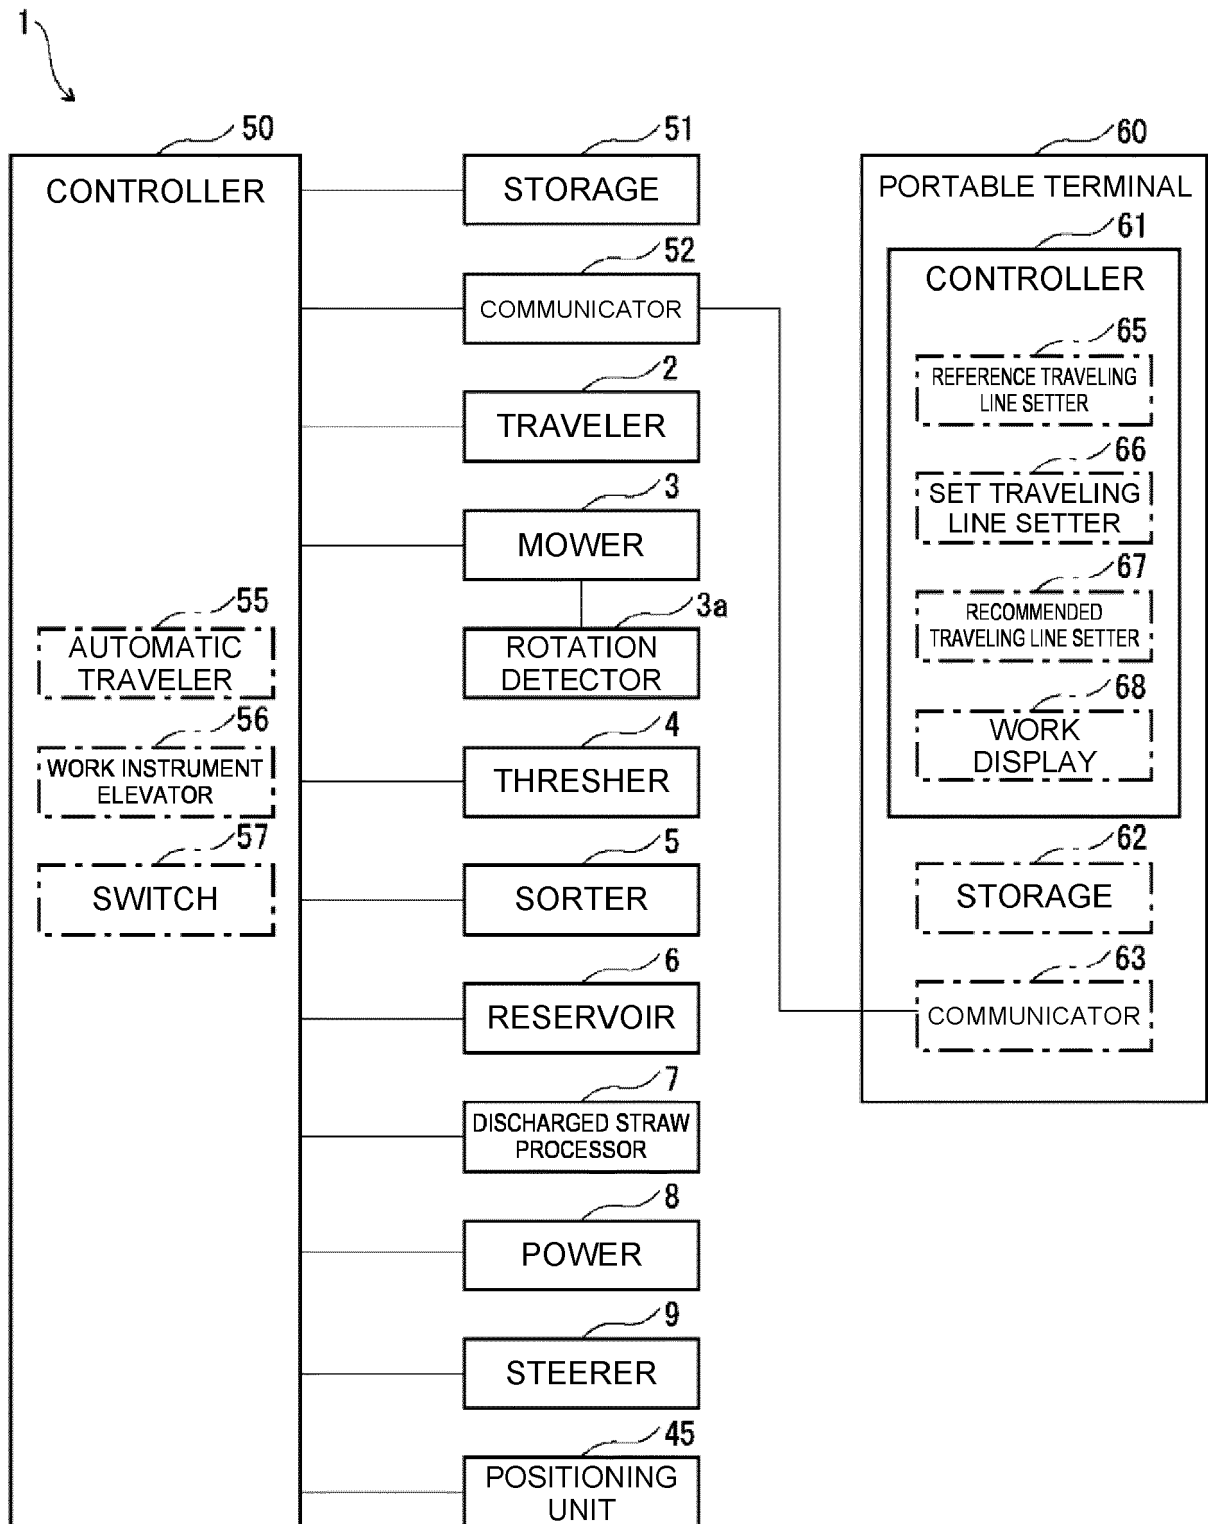 1
50
CONTROLLER
55
AUTOMATIC
TRAVELER
56
WORK INSTRUMENT
ELEVATOR
57
SWITCH
51
STORAGE
52
COMMUNICATOR
2
TRAVELER
3
MOWER
3a
ROTATION
DETECTOR
4
THRESHER
5
SORTER
6
RESERVOIR
7
DISCHARGED STRAW
PROCESSOR
8
POWER
9
STEERER
45
POSITIONING
UNIT
60
PORTABLE TERMINAL
61
CONTROLLER
65
REFERENCE TRAVELING
LINE SETTER
66
SET TRAVELING
LINE SETTER
67
RECOMMENDED
TRAVELING LINE SETTER
68
WORK
DISPLAY
62
STORAGE
63
COMMUNICATOR